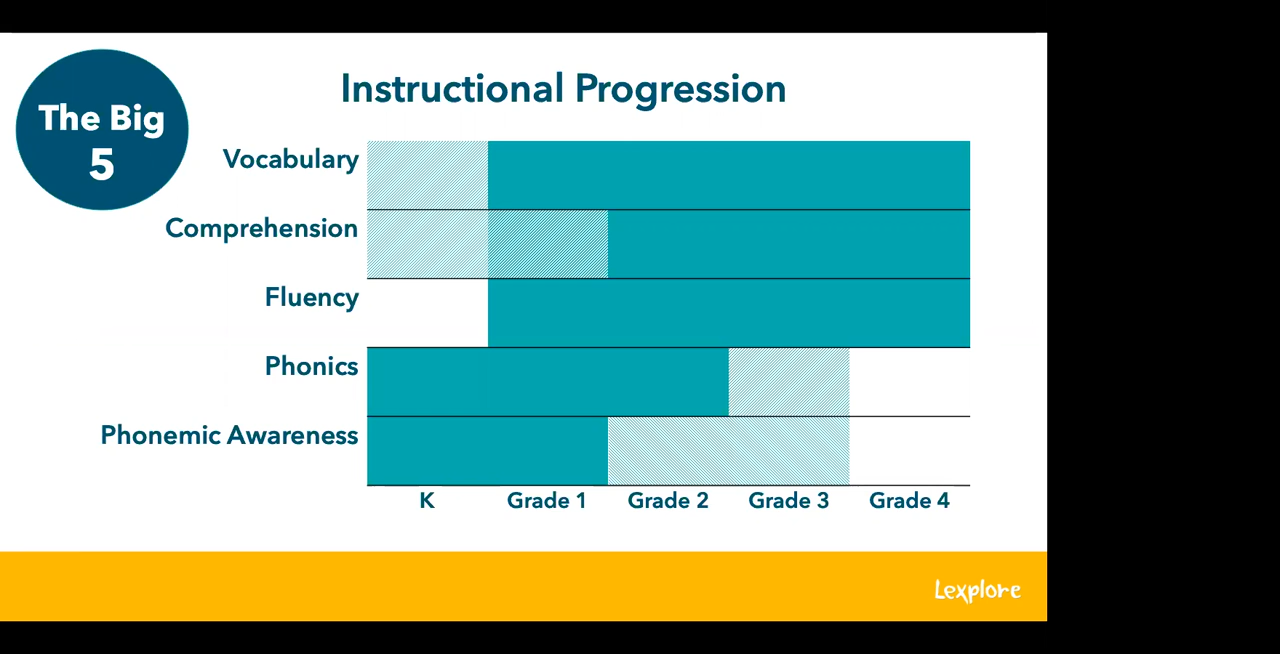 The Big
5
Instructional Progression
Vocabulary
Comprehension
Fluency
Phonics
Phonemic Awareness
K Grade 1 Grade 2 Grade 3 Grade 4
Lexplore